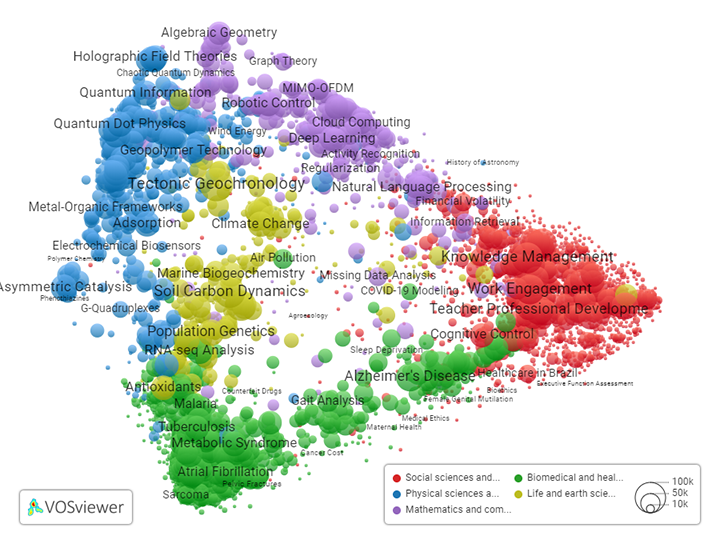 Algebraic Geometry
Holographic Field Theories
Graph Theory
Chaotic Quantum Dynamics
MIMO-OFDM
Quantum Information
Robotic Control
Quantum Dot Physics
Cloud Computing
Wind Energy
Deep Learning
Geopolymer Technology
Activity Recognition
History of Astronomy
Regularization
Tectonic Geochronology
Natural Language Processing
Financial Volatility
Metal-Organic Frameworks
Adsorption
Climate Change
Information Retrieval
Electrochemical Biosensors
Polymer Chemistry
Air Pollution
Knowledge Management
Marine Biogeochemistry
Missing Data Analysis
Asymmetric Catalysis
Soil Carbon Dynamics
COVID-19 Modeling
Work Engagement
Phenothiazines
G-Quadruplexes
Agroecology
Teacher Professional Developme
Population Genetics
Cognitive Control
RNA-seq Analysis
Sleep Deprivation
Alzheimer's Disease
Healthcare in Brazil
Antioxidants
Counterfeit Drugs
Executive Function Assessment
Bioethics
Malaria
Gait Analysis
Female Genital Mutilation
Medical Ethics
Tuberculosis
Maternal Health
Metabolic Syndrome
Cancer Cost
Atrial Fibrillation
Pelvic Fractures
Sarcoma
VOSviewer
Social sciences and...
Physical sciences a...
Mathematics and com...
Biomedical and heal...
Life and earth scie...
100k
50k
10k